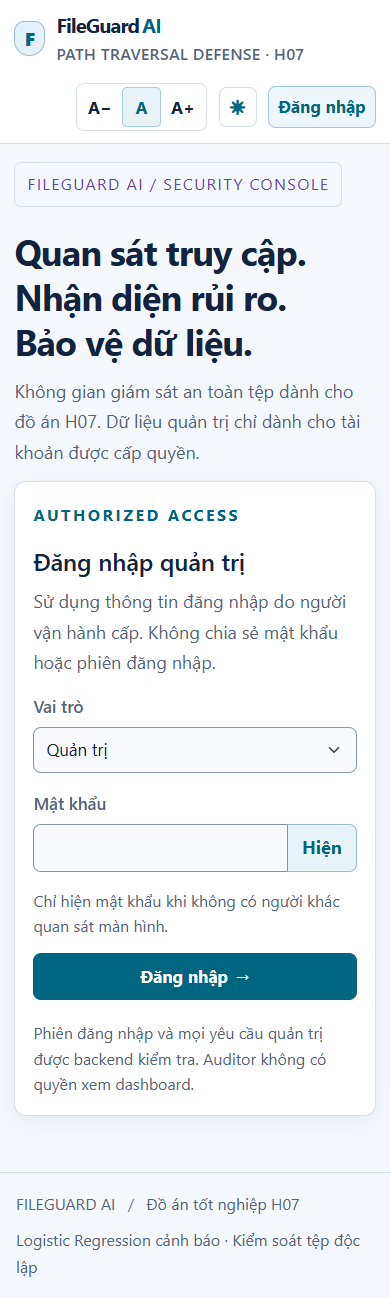 F
FileGuard AI
PATH TRAVERSAL DEFENSE · H07
A− A A+ ☀ Đăng nhập
FILEGUARD AI / SECURITY CONSOLE
Quan sát truy cập.
Nhận diện rủi ro.
Bảo vệ dữ liệu.
Không gian giám sát an toàn tệp dành cho
đồ án H07. Dữ liệu quản trị chỉ dành cho tài
khoản được cấp quyền.
AUTHORIZED ACCESS
Đăng nhập quản trị
Sử dụng thông tin đăng nhập do người
vận hành cấp. Không chia sẻ mật khẩu
hoặc phiên đăng nhập.
Vai trò
Quản trị
Mật khẩu
Hiện
Chỉ hiện mật khẩu khi không có người khác
quan sát màn hình.
Đăng nhập →
Phiên đăng nhập và mọi yêu cầu quản trị
được backend kiểm tra. Auditor không có
quyền xem dashboard.
FILEGUARD AI / Đồ án tốt nghiệp H07
Logistic Regression cảnh báo · Kiểm soát tệp độc
lập